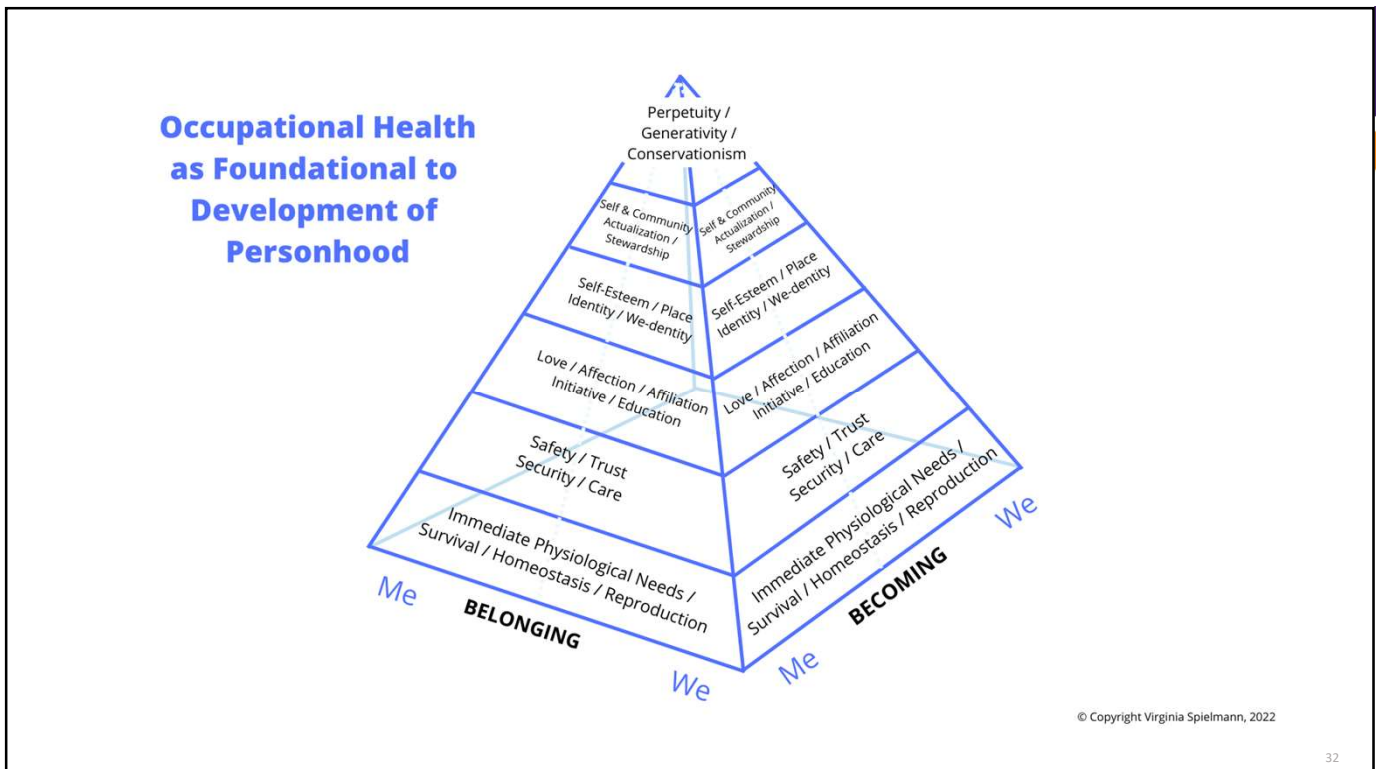 Occupational Health
as Foundational to
Development of
Personhood
Perpetuity /
Generativity /
Conservationism
Self & Community
Actualization /
Stewardship
Self & Community
Actualization /
Stewardship
Self-Esteem / Place
Identity / We-dentity
Self-Esteem / Place
Identity / We-dentity
Love / Affection / Affiliation
Initiative / Education
Love / Affection / Affiliation
Initiative / Education
Safety / Trust
Security / Care
Safety / Trust
Security / Care
Immediate Physiological Needs /
Survival / Homeostasis / Reproduction
Immediate Physiological Needs /
Survival / Homeostasis / Reproduction
Me
BELONGING
We
Me
BECOMING
We
© Copyright Virginia Spielmann, 2022
32